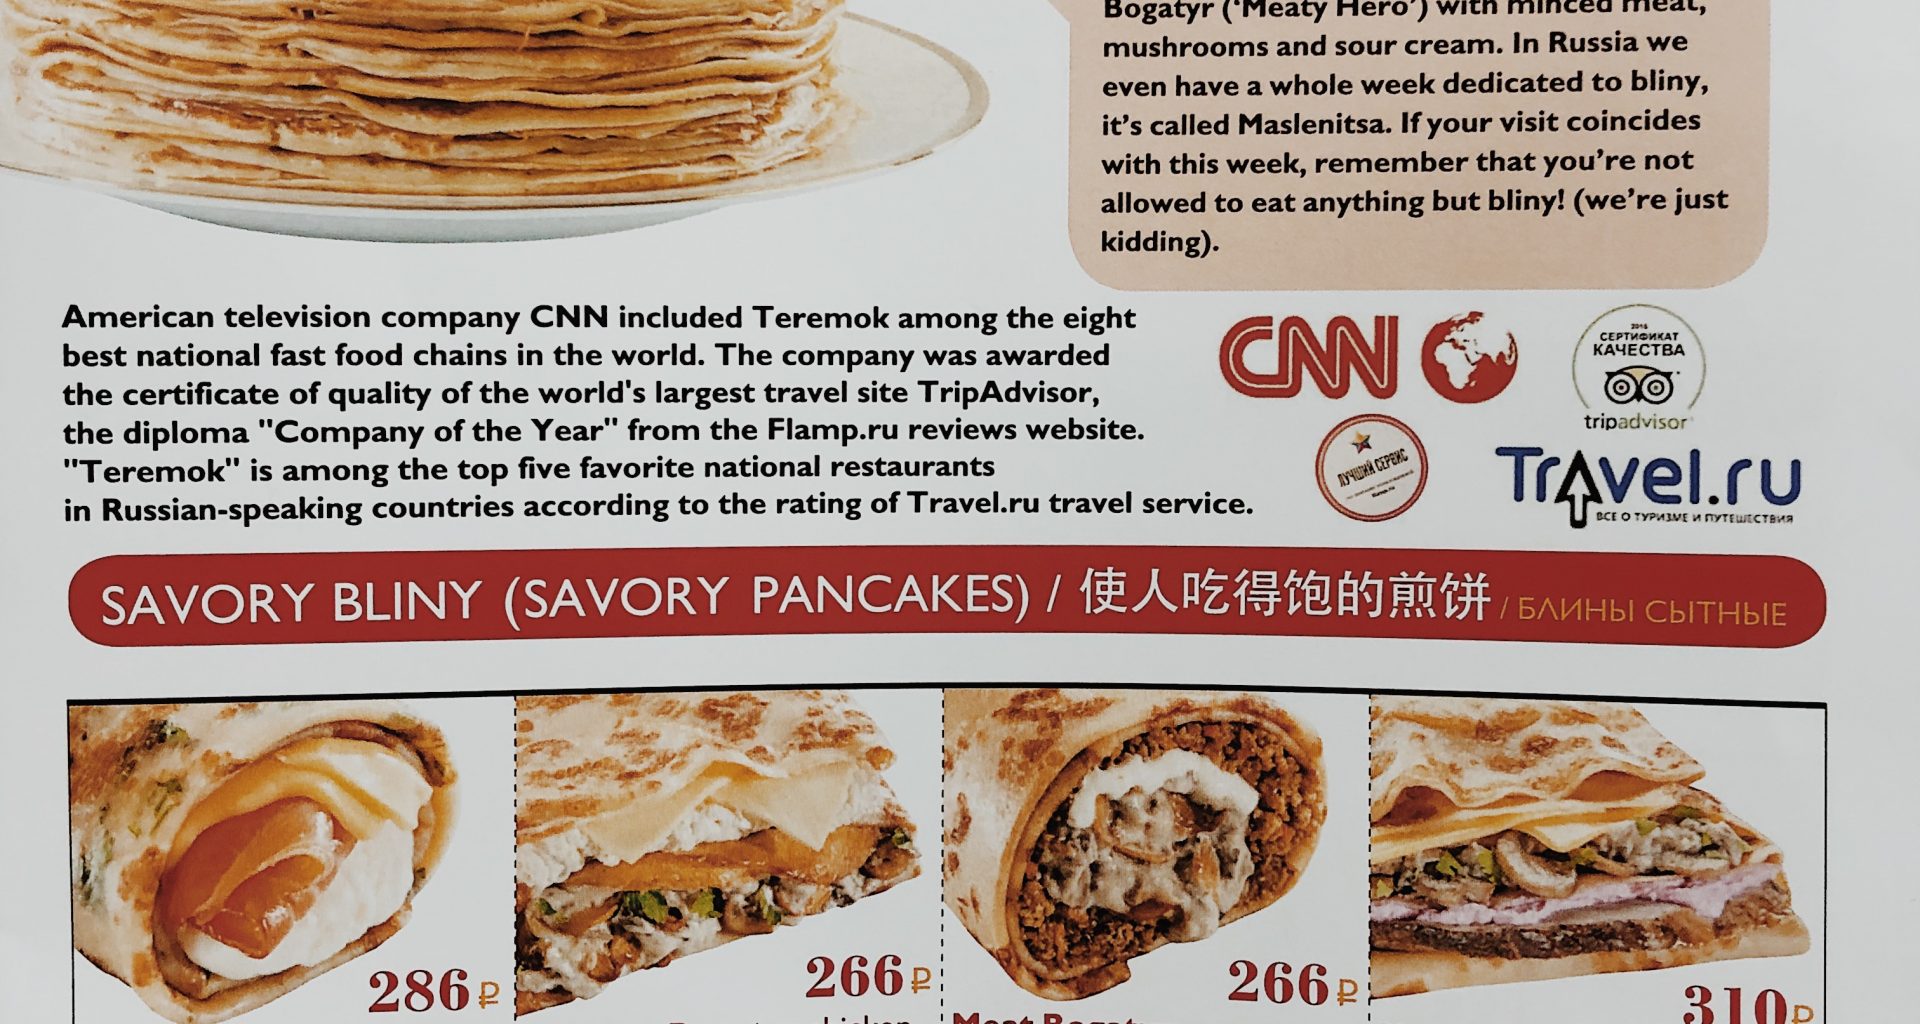 Bogatyr (‘Meaty Hero’) with minced meat,
mushrooms and sour cream. In Russia we
even have a whole week dedicated to bliny,
it’s called Maslenitsa. If your visit coincides
with this week, remember that you’re not
allowed to eat anything but bliny! (we’re just
kidding).
American television company CNN included Teremok among the eight
best national fast food chains in the world. The company was awarded
the certificate of quality of the world's largest travel site TripAdvisor,
the diploma "Company of the Year" from the Flamp.ru reviews website.
"Teremok" is among the top five favorite national restaurants
in Russian-speaking countries according to the rating of Travel.ru travel service.
CNN
2016
СЕРТИФИКАТ
КАЧЕСТВА
tripadvisor
ЛУЧШИЙ СЕРВИС
Travel.ru
ВСЕ О ТУРИЗМЕ И ПУТЕШЕСТВИЯ
SAVORY BLINY (SAVORY PANCAKES) / 使人吃得饱的煎饼 / БЛИНЫ СЫТНЫЕ
286 ₽
266 ₽
266 ₽
310 ₽
chicken
Meat